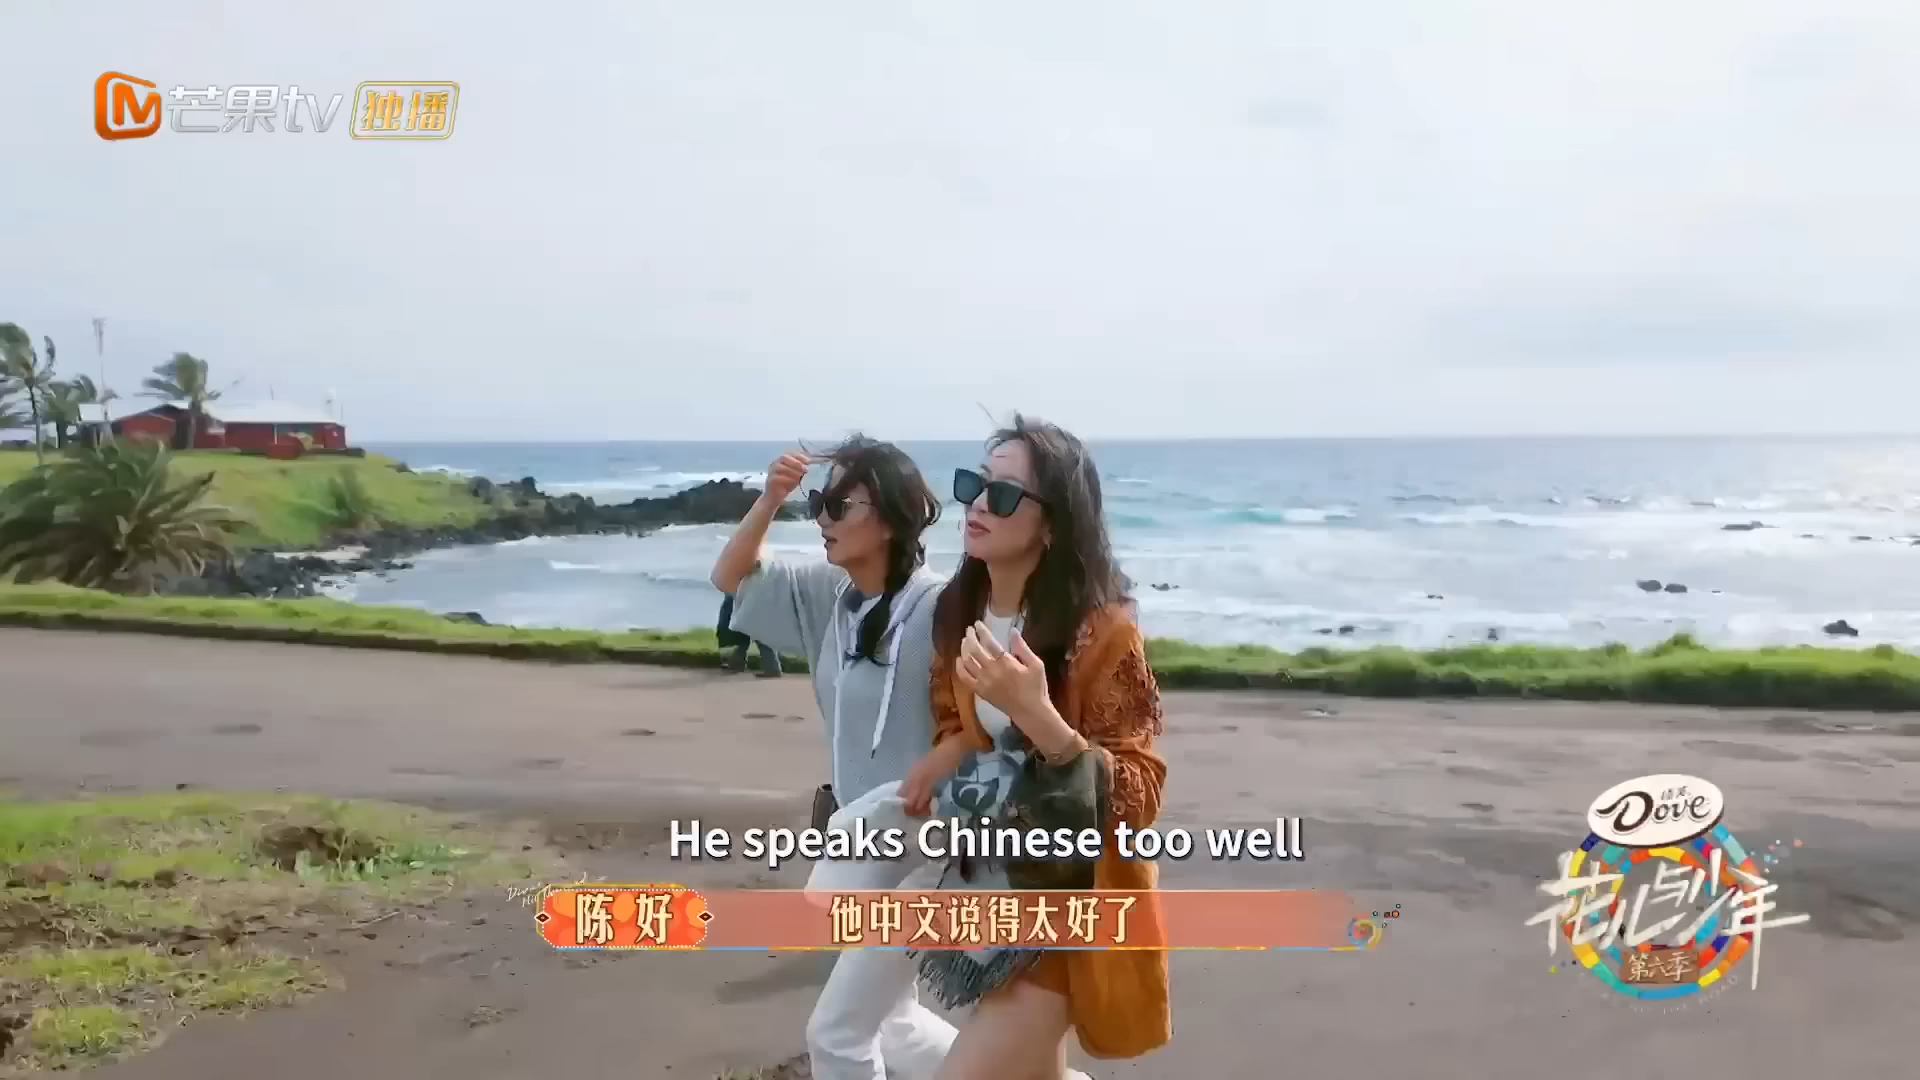 芒果tv 独播
He speaks Chinese too well
陈好
他中文说得太好了
Dove
花儿与少年
第六季